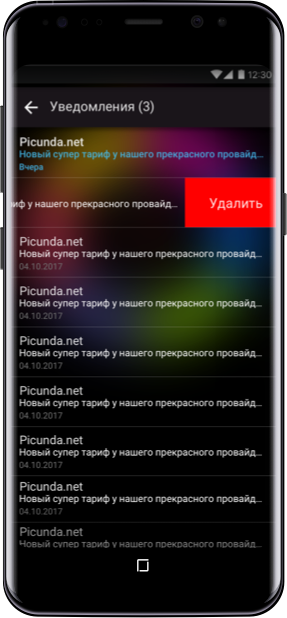 12:30
Уведомления (3)
Picunda.net
Новый супер тариф у нашего прекрасного провайд...
Вчера
иф у нашего прекрасного провайд...
Удалить
Picunda.net
Новый супер тариф у нашего прекрасного провайд...
04.10.2017
Picunda.net
Новый супер тариф у нашего прекрасного провайд...
04.10.2017
Picunda.net
Новый супер тариф у нашего прекрасного провайд...
04.10.2017
Picunda.net
Новый супер тариф у нашего прекрасного провайд...
04.10.2017
Picunda.net
Новый супер тариф у нашего прекрасного провайд...
04.10.2017
Picunda.net
Новый супер тариф у нашего прекрасного провайд...
04.10.2017
Picunda.net
Новый супер тариф у нашего прекрасного провайд...